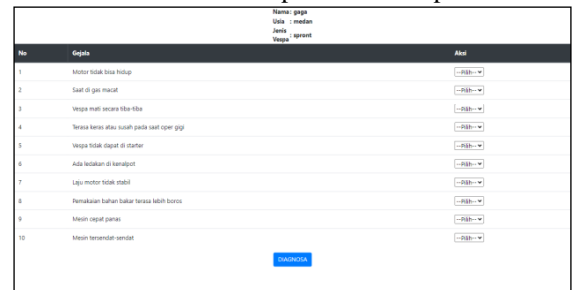 Nama : gaga
Usia : medan
Jenis Vespa : sprant
No Gejala Aksi
1 Motor tidak bisa hidup --Pilih--
2 Saat di gas macat --Pilih--
3 Vespa mati secara tiba-tiba --Pilih--
4 Terasa keras atau susah pada saat oper gigi --Pilih--
5 Vespa tidak dapat di starter --Pilih--
6 Ada ledakan di kenalpot --Pilih--
7 Laju motor tidak stabil --Pilih--
8 Pemakaian bahan bakar terasa lebih boros --Pilih--
9 Mesin cepat panas --Pilih--
10 Mesin tersendat-sendat --Pilih--
DIAGNOSA